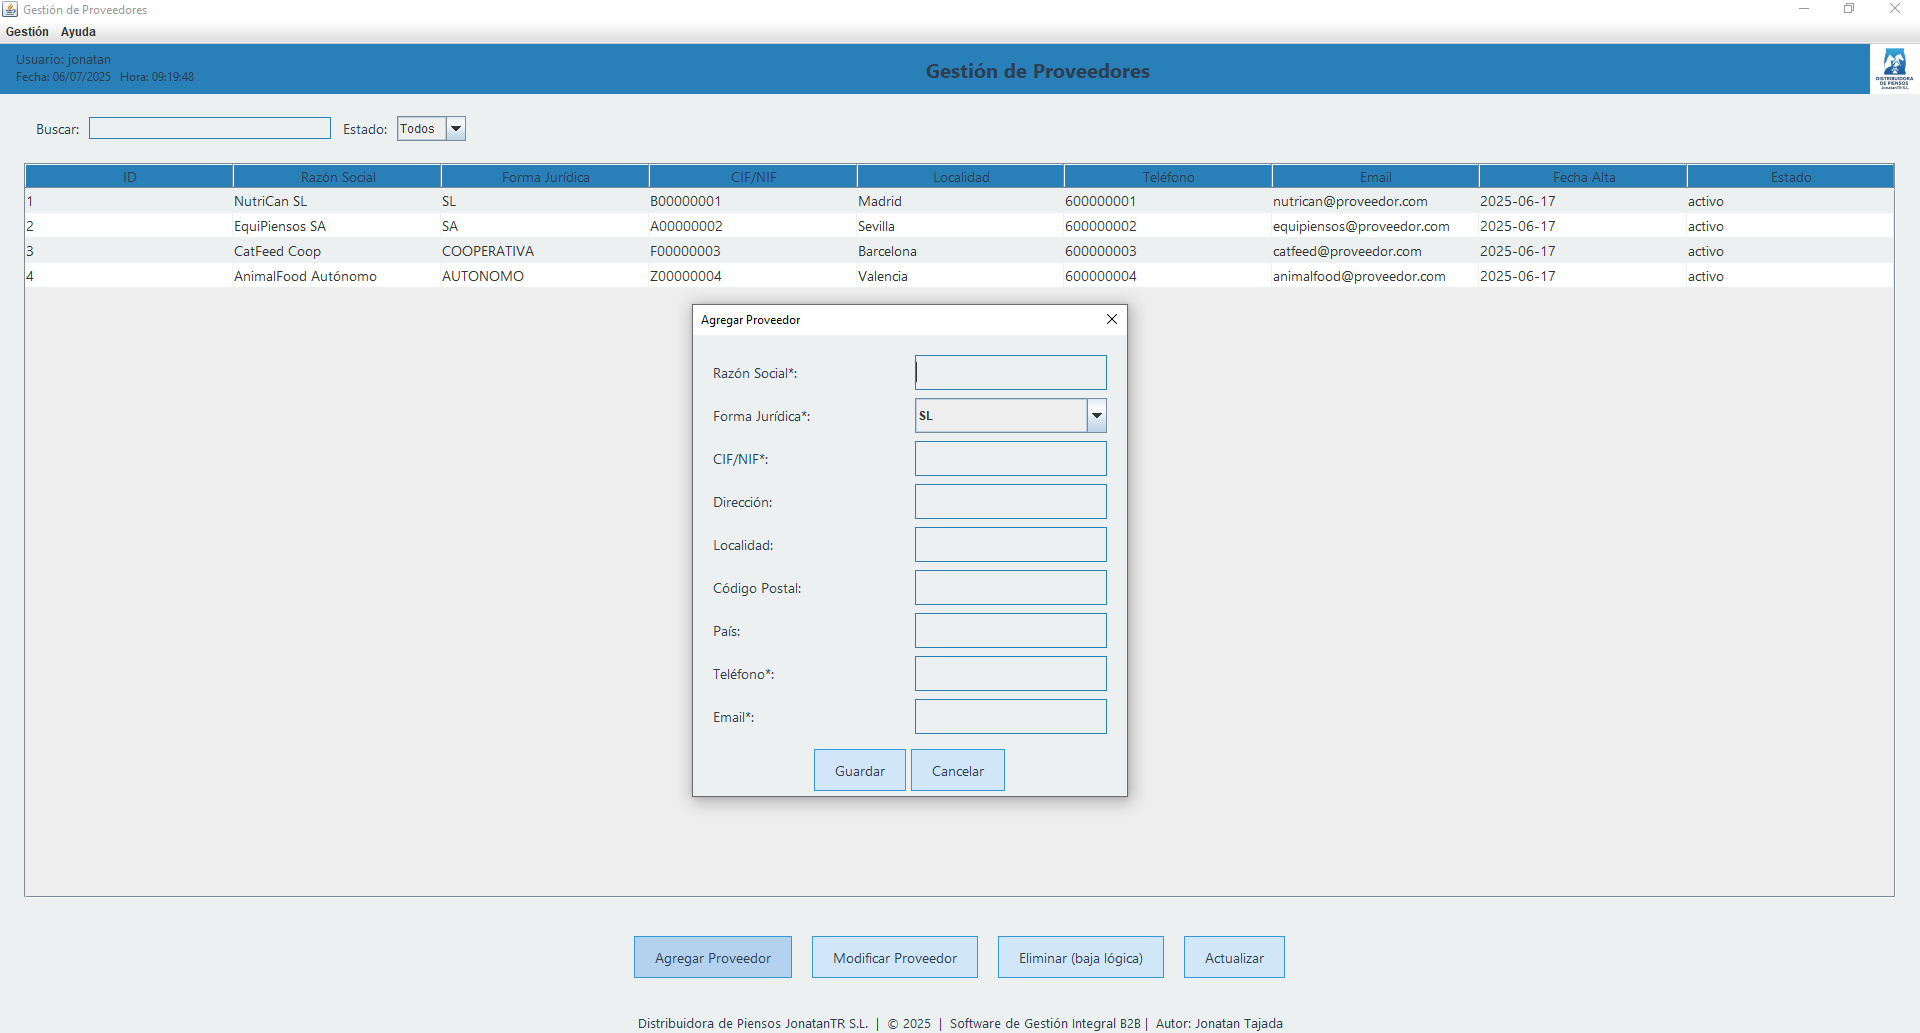 Gestión de Proveedores
Gestión Ayuda
Usuario: jonatan
Fecha: 06/07/2025 Hora: 09:19:48
Gestión de Proveedores
DISTRIBUIDORA
DE PIENSOS
JonatanTR S.L.
Buscar: Estado: Todos
ID Razón Social Forma Jurídica CIF/NIF Localidad Teléfono Email Fecha Alta Estado
1 NutriCan SL SL B00000001 Madrid 600000001 nutrican@proveedor.com 2025-06-17 activo
2 EquiPiensos SA SA A00000002 Sevilla 600000002 equipiensos@proveedor.com 2025-06-17 activo
3 CatFeed Coop COOPERATIVA F00000003 Barcelona 600000003 catfeed@proveedor.com 2025-06-17 activo
4 AnimalFood Autónomo AUTONOMO Z00000004 Valencia 600000004 animalfood@proveedor.com 2025-06-17 activo
Agregar Proveedor
Razón Social*:
Forma Jurídica*: SL
CIF/NIF*:
Dirección:
Localidad:
Código Postal:
País:
Teléfono*:
Email*:
Guardar Cancelar
Agregar Proveedor Modificar Proveedor Eliminar (baja lógica) Actualizar
Distribuidora de Piensos JonatanTR S.L. | © 2025 | Software de Gestión Integral B2B | Autor: Jonatan Tajada